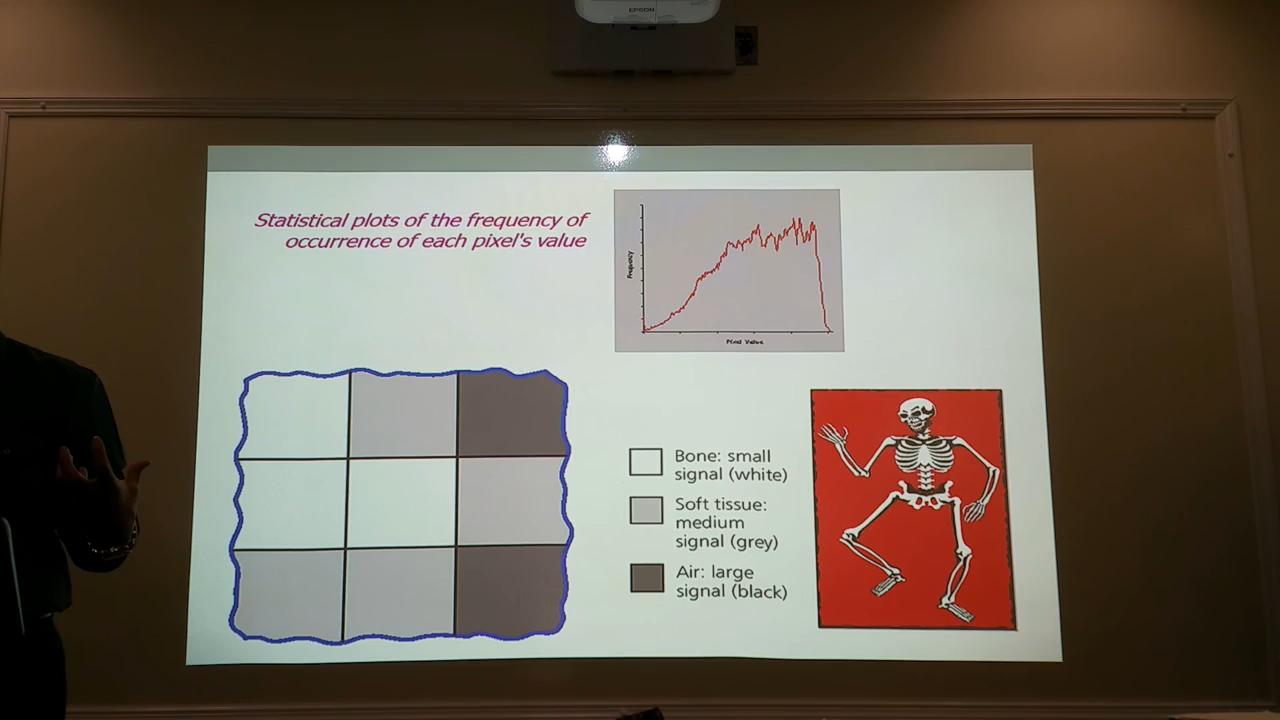 EPSON
Statistical plots of the frequency of
occurrence of each pixel's value
Frequency
Pixel Value
Bone: small
signal (white)
Soft tissue:
medium
signal (grey)
Air: large
signal (black)